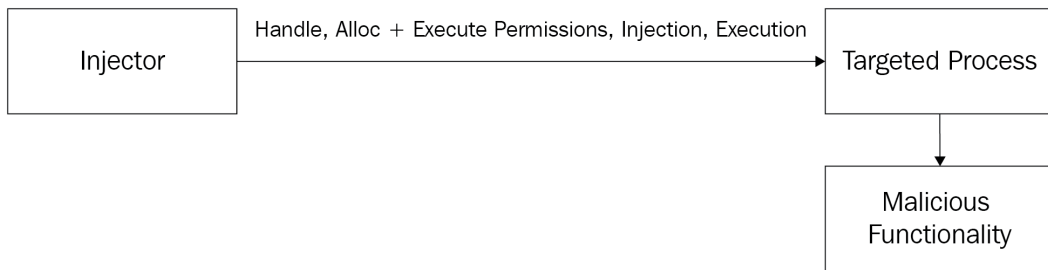 Handle, Alloc + Execute Permissions, Injection, Execution
Injector
Targeted Process
Malicious
Functionality